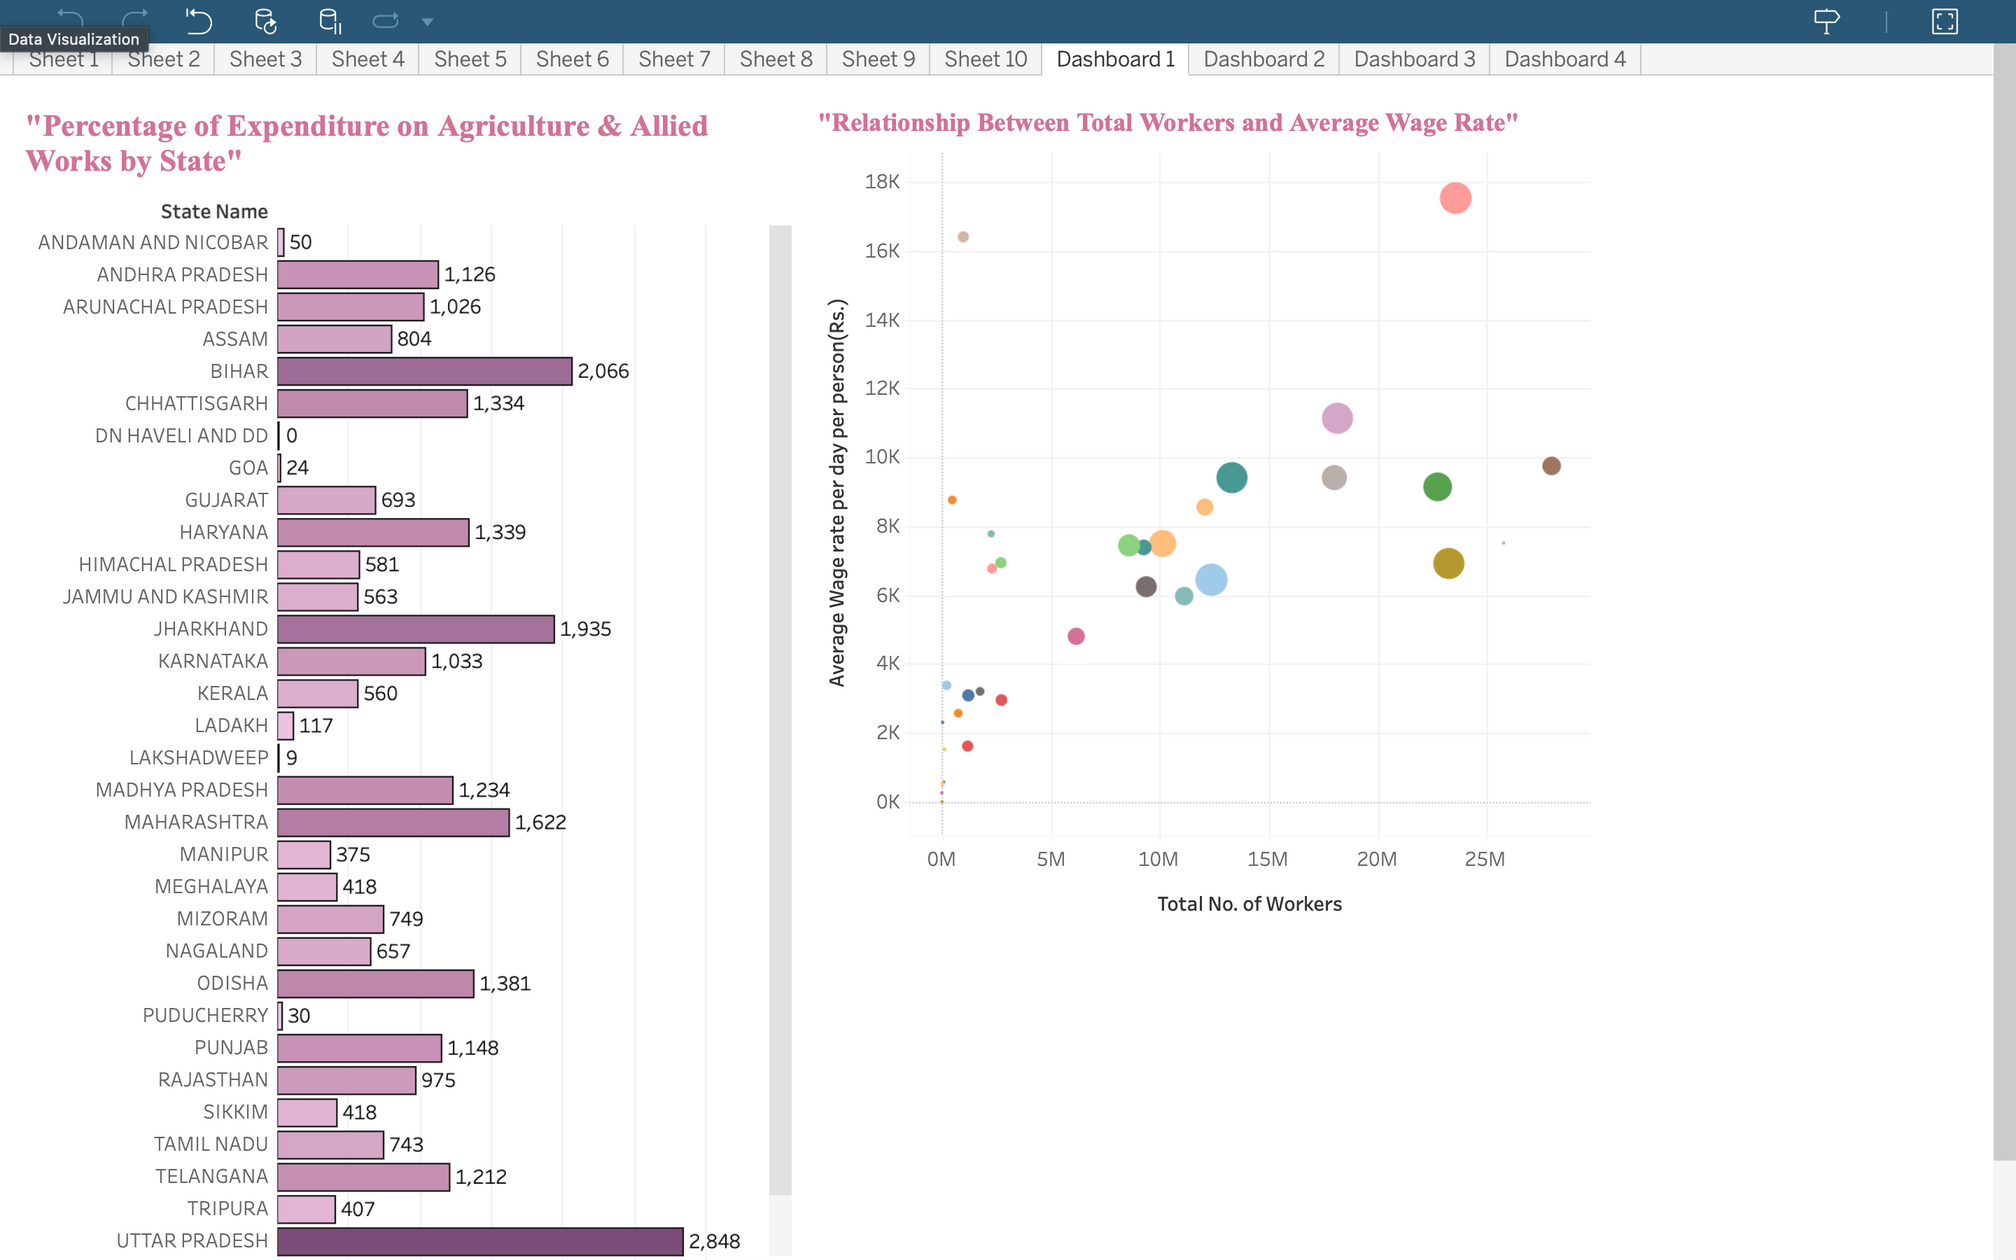 Data Visualization
Sheet 1 Sheet 2 Sheet 3 Sheet 4 Sheet 5 Sheet 6 Sheet 7 Sheet 8 Sheet 9 Sheet 10 Dashboard 1 Dashboard 2 Dashboard 3 Dashboard 4
"Percentage of Expenditure on Agriculture & Allied
Works by State"
State Name
ANDAMAN AND NICOBAR 50
ANDHRA PRADESH 1,126
ARUNACHAL PRADESH 1,026
ASSAM 804
BIHAR 2,066
CHHATTISGARH 1,334
DN HAVELI AND DD 0
GOA 24
GUJARAT 693
HARYANA 1,339
HIMACHAL PRADESH 581
JAMMU AND KASHMIR 563
JHARKHAND 1,935
KARNATAKA 1,033
KERALA 560
LADAKH 117
LAKSHADWEEP 9
MADHYA PRADESH 1,234
MAHARASHTRA 1,622
MANIPUR 375
MEGHALAYA 418
MIZORAM 749
NAGALAND 657
ODISHA 1,381
PUDUCHERRY 30
PUNJAB 1,148
RAJASTHAN 975
SIKKIM 418
TAMIL NADU 743
TELANGANA 1,212
TRIPURA 407
UTTAR PRADESH 2,848
"Relationship Between Total Workers and Average Wage Rate"
Average Wage rate per day per person(Rs.)
18K
16K
14K
12K
10K
8K
6K
4K
2K
0K
0M 5M 10M 15M 20M 25M
Total No. of Workers